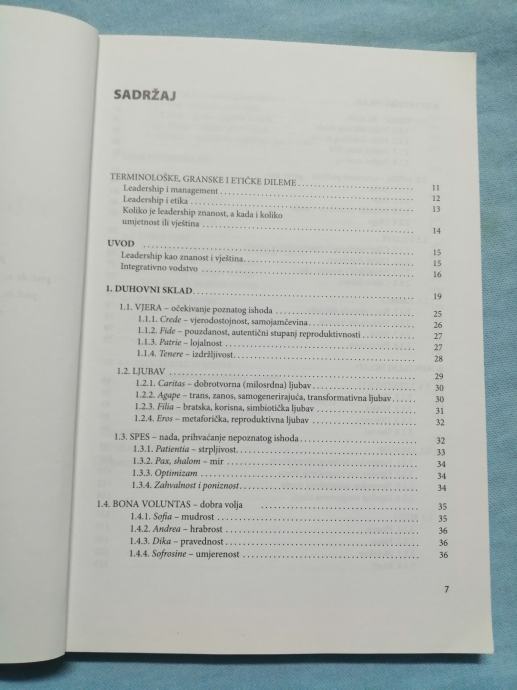 SADRŽAJ
TERMINOLOŠKE, GRANSKE I ETIČKE DILEME 11
Leadership i management 12
Leadership i etika 13
Koliko je leadership znanost, a kada i koliko
umjetnost ili vještina 14
UVOD 15
Leadership kao znanost i vještina 15
Integrativno vodstvo 16
1. DUHOVNI SKLAD 19
1.1. VJERA – očekivanje poznatog ishoda 25
1.1.1. Crede – vjerodostojnost, samojamčevina 26
1.1.2. Fide – pouzdanost, autentični stupanj reproduktivnosti 27
1.1.3. Patrie – lojalnost 27
1.1.4. Tenere – izdržljivost 28
1.2. LJUBAV 29
1.2.1. Caritas – dobrotvorna (milosrdna) ljubav 30
1.2.2. Agape – trans, zanos, samogenerirajuća, transformativna ljubav 30
1.2.3. Filia – bratska, korisna, simbiotička ljubav 31
1.2.4. Eros – metaforička, reproduktivna ljubav 32
1.3. SPES – nada, prihvaćanje nepoznatog ishoda 32
1.3.1. Patientia – strpljivost 33
1.3.2. Pax, shalom – mir 34
1.3.3. Optimizam 34
1.3.4. Zahvalnost i poniznost 34
1.4. BONA VOLUNTAS – dobra volja 35
1.4.1. Sofia – mudrost 35
1.4.2. Andrea – hrabrost 36
1.4.3. Dika – pravednost 36
1.4.4. Sofrosine – umjerenost 36
7